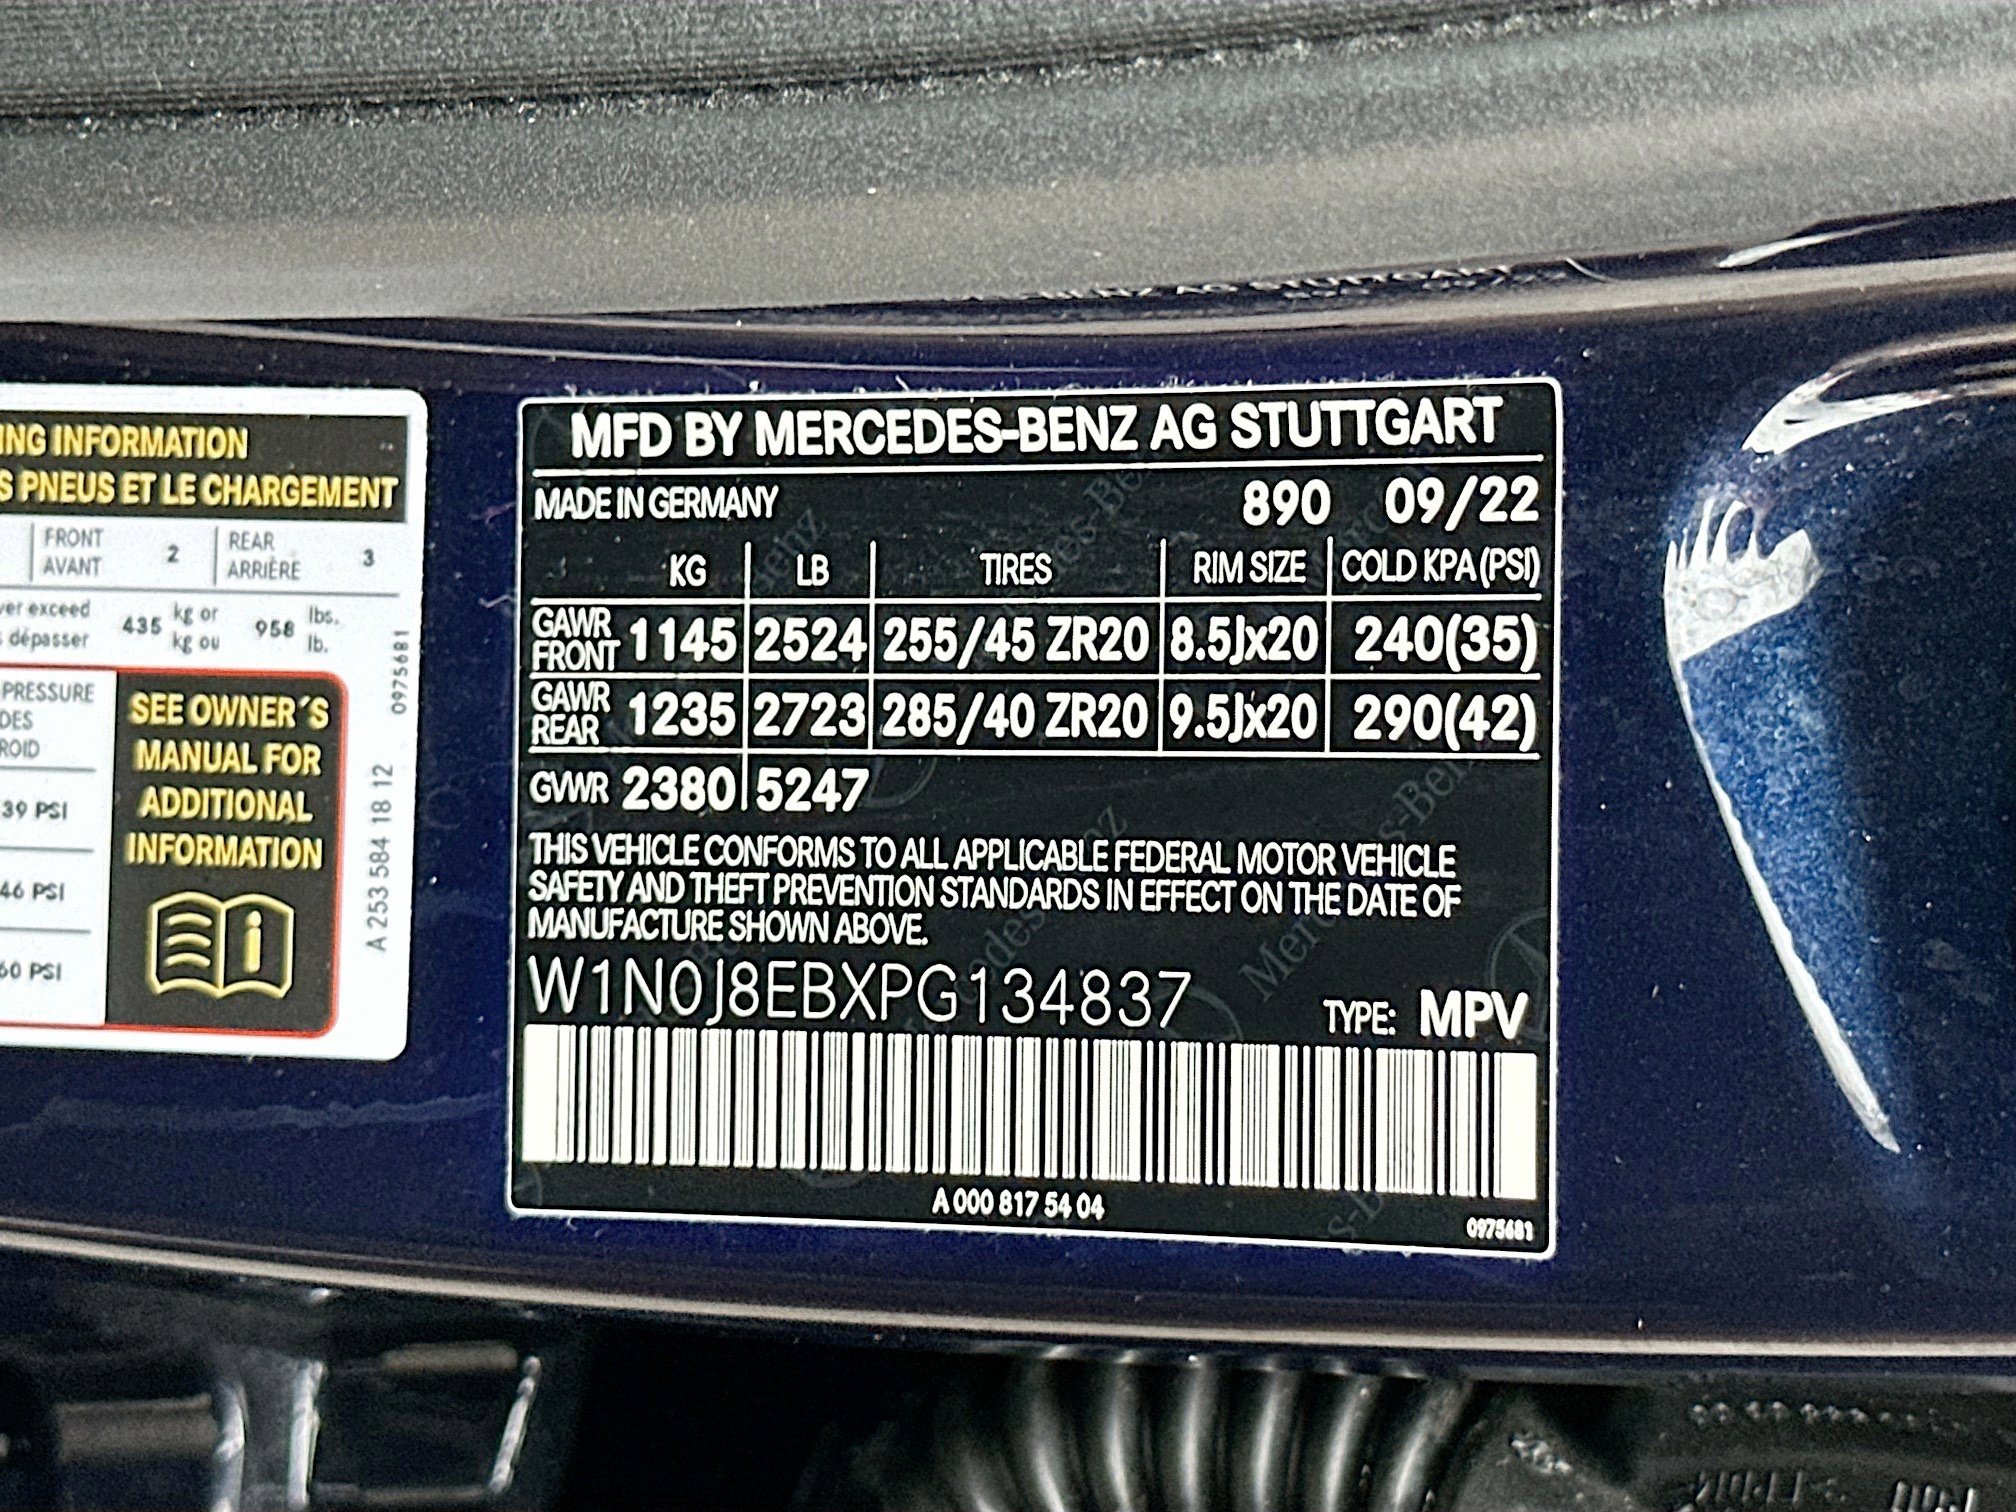 ING INFORMATION
S PNEUS ET LE CHARGEMENT
FRONT
AVANT
2
REAR
ARRIÈRE
3
ver exceed
dépasser
435
kg or
kg ou
958
lbs.
lb.
PRESSURE
DES
ROID
39 PSI
46 PSI
60 PSI
SEE OWNER´S
MANUAL FOR
ADDITIONAL
INFORMATION
A 253 584 18 12
0975681
MFD BY MERCEDES-BENZ AG STUTTGART
MADE IN GERMANY 890 09/22
KG LB TIRES RIM SIZE COLD KPA (PSI)
GAWR FRONT 1145 2524 255/45 ZR20 8.5Jx20 240(35)
GAWR REAR 1235 2723 285/40 ZR20 9.5Jx20 290(42)
GVWR 2380 5247
THIS VEHICLE CONFORMS TO ALL APPLICABLE FEDERAL MOTOR VEHICLE
SAFETY AND THEFT PREVENTION STANDARDS IN EFFECT ON THE DATE OF
MANUFACTURE SHOWN ABOVE.
W1N0J8EBXPG134837
TYPE: MPV
A 000 817 54 04
0975681